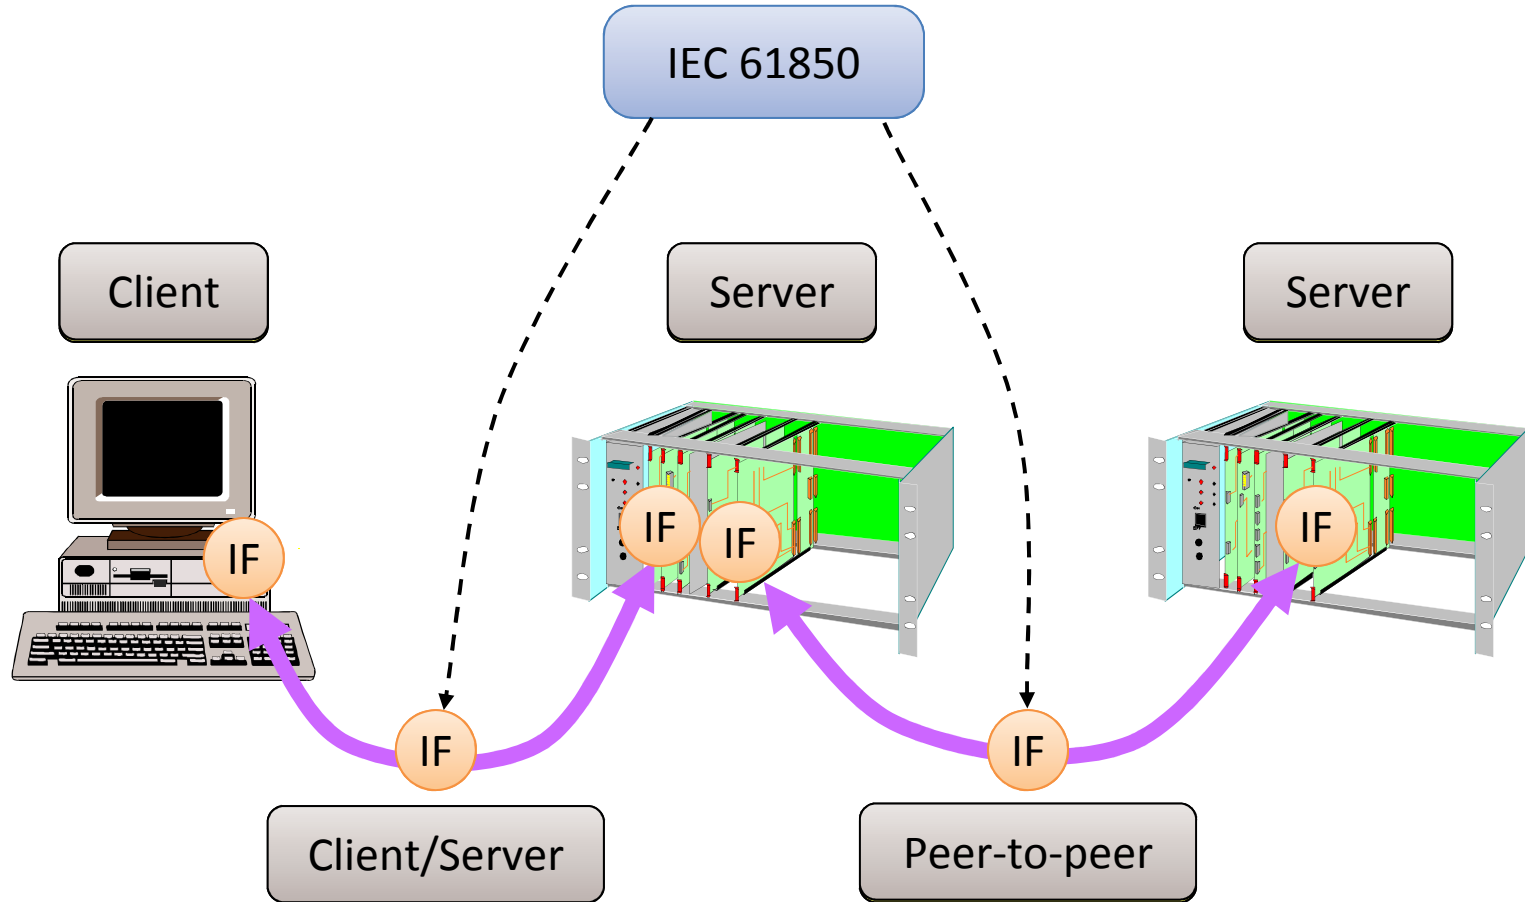 IEC 61850
Client
Server
Server
IF
IF
IF
IF
IF
IF
Client/Server
Peer-to-peer